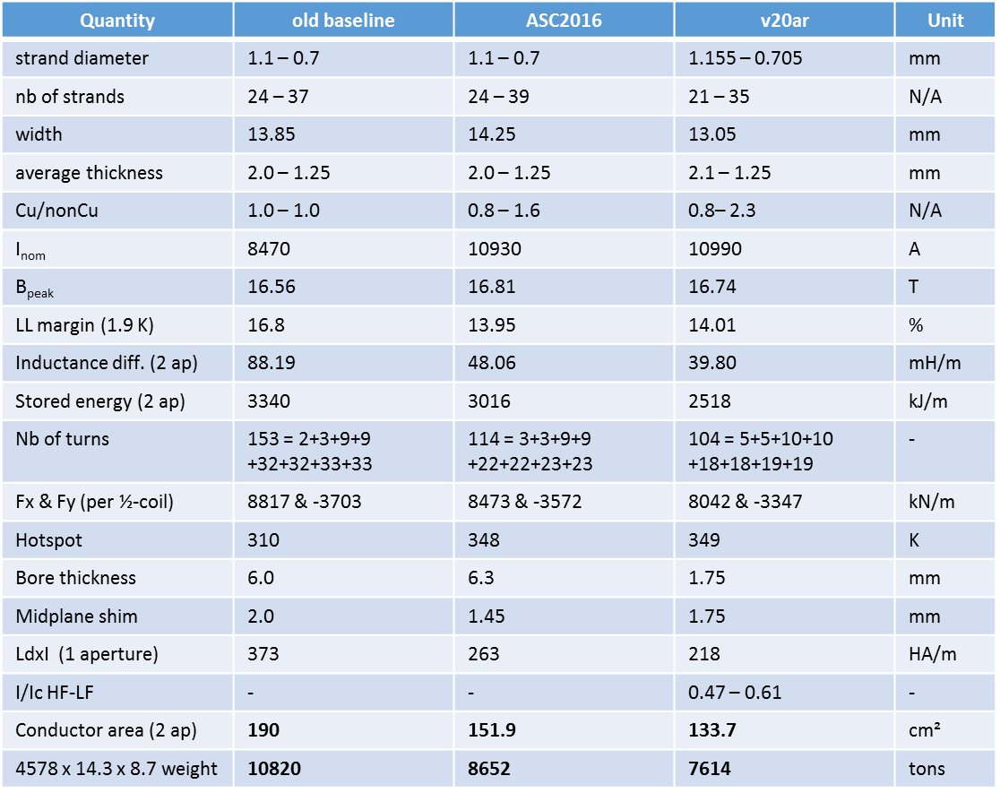 Quantity old baseline ASC2016 v20ar Unit
strand diameter 1.1 – 0.7 1.1 – 0.7 1.155 – 0.705 mm
nb of strands 24 – 37 24 – 39 21 – 35 N/A
width 13.85 14.25 13.05 mm
average thickness 2.0 – 1.25 2.0 – 1.25 2.1 – 1.25 mm
Cu/nonCu 1.0 – 1.0 0.8 – 1.6 0.8– 2.3 N/A
Inom 8470 10930 10990 A
Bpeak 16.56 16.81 16.74 T
LL margin (1.9 K) 16.8 13.95 14.01 %
Inductance diff. (2 ap) 88.19 48.06 39.80 mH/m
Stored energy (2 ap) 3340 3016 2518 kJ/m
Nb of turns 153 = 2+3+9+9 114 = 3+3+9+9 104 = 5+5+10+10 -
+32+32+33+33 +22+22+23+23 +18+18+19+19
Fx & Fy (per ½-coil) 8817 & -3703 8473 & -3572 8042 & -3347 kN/m
Hotspot 310 348 349 K
Bore thickness 6.0 6.3 1.75 mm
Midplane shim 2.0 1.45 1.75 mm
LdxI (1 aperture) 373 263 218 HA/m
I/Ic HF-LF - - 0.47 – 0.61 -
Conductor area (2 ap) 190 151.9 133.7 cm²
4578 x 14.3 x 8.7 weight 10820 8652 7614 tons